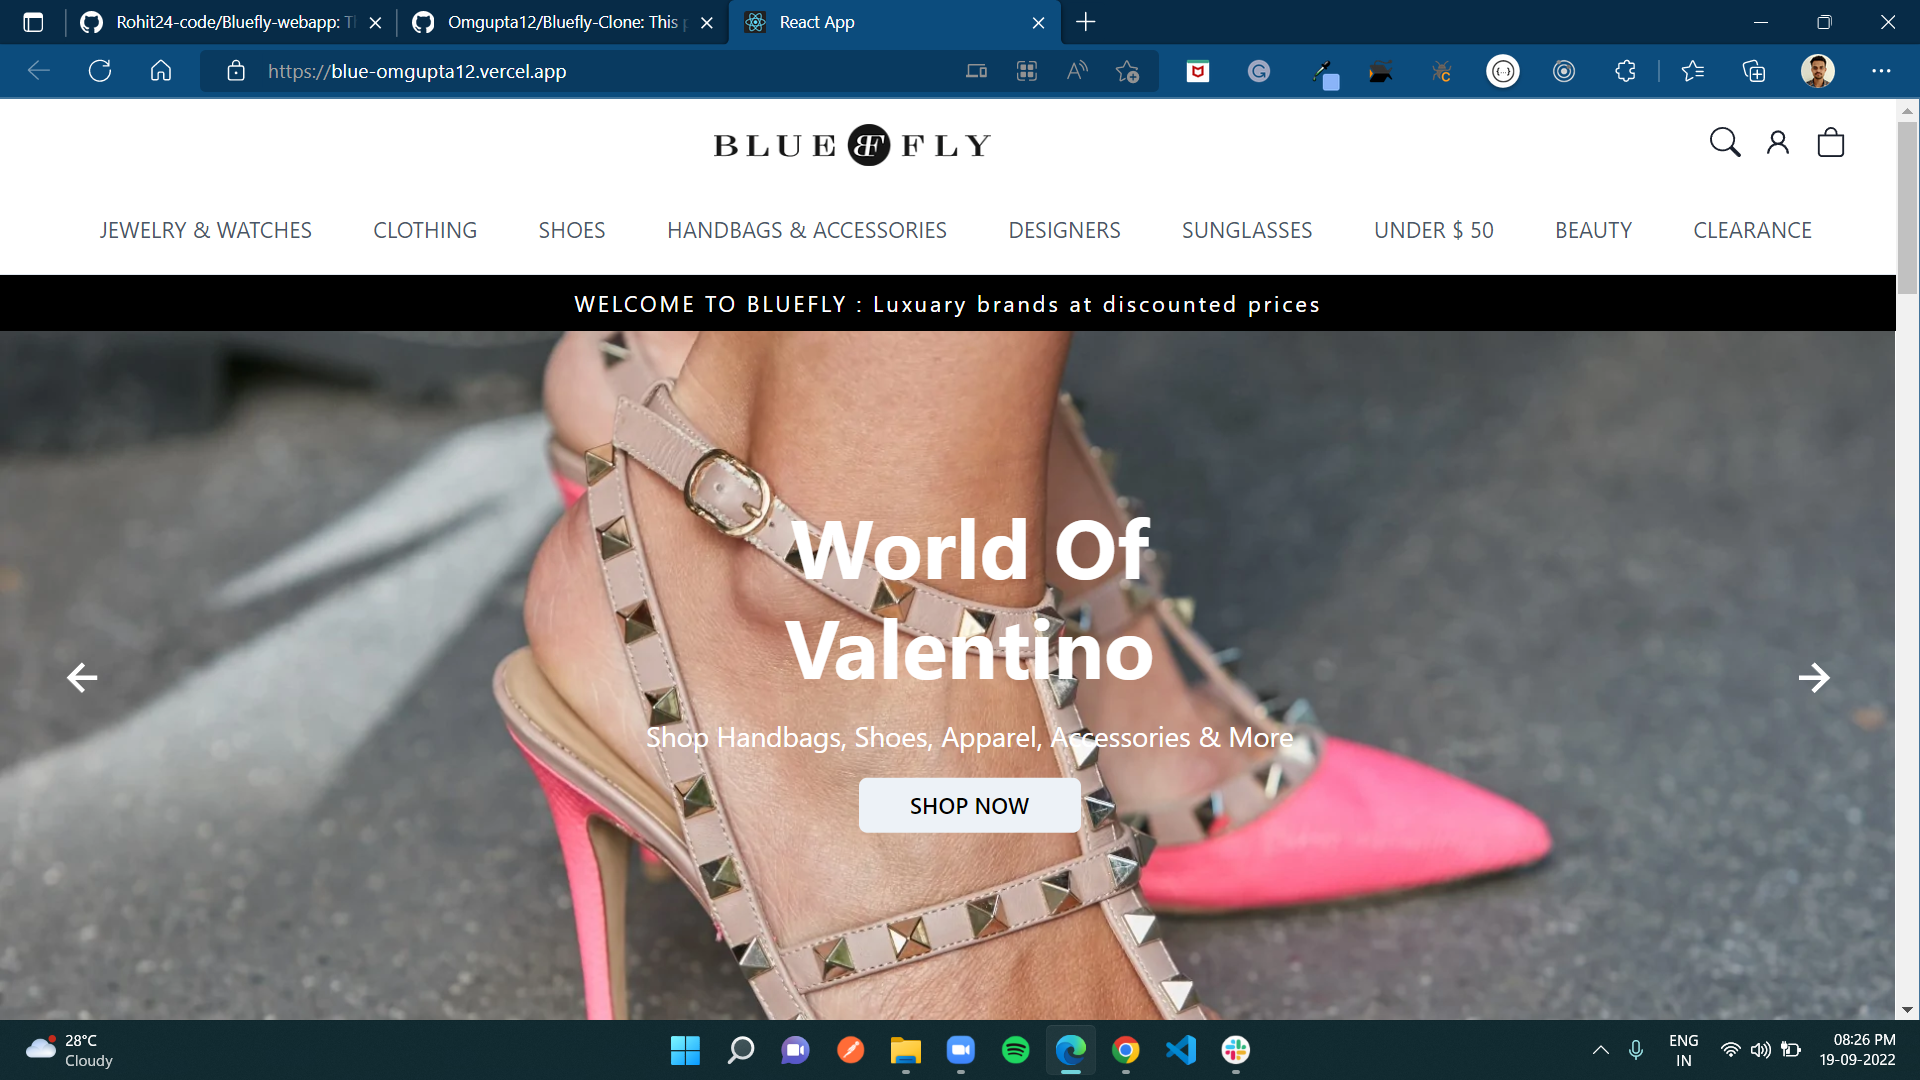 Rohit24-code/Bluefly-webapp: Th
Omgupta12/Bluefly-Clone: This p
React App
https://blue-omgupta12.vercel.app
BLUE BF FLY
JEWELRY & WATCHES CLOTHING SHOES HANDBAGS & ACCESSORIES DESIGNERS SUNGLASSES UNDER $ 50 BEAUTY CLEARANCE
WELCOME TO BLUEFLY : Luxuary brands at discounted prices
World Of
Valentino
Shop Handbags, Shoes, Apparel, Accessories & More
SHOP NOW
28°C
Cloudy
ENG
IN
08:26 PM
19-09-2022